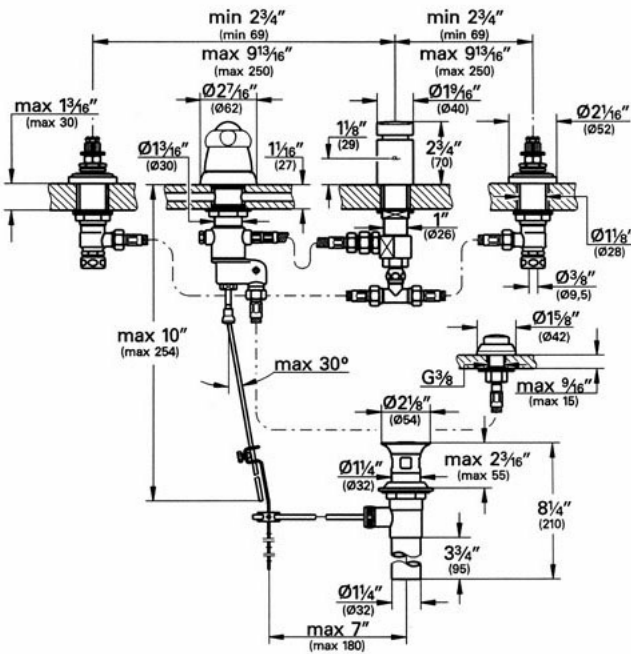 min 2¾"
(min 69)
max 9¹³⁄₁₆"
(max 250)
min 2¾"
(min 69)
max 9¹³⁄₁₆"
(max 250)
max 1³⁄₁₆"
(max 30)
Ø2⁷⁄₁₆"
(Ø62)
Ø1⁹⁄₁₆"
(Ø40)
Ø2¹⁄₁₆"
(Ø52)
Ø1³⁄₁₆"
(Ø30)
1¹⁄₁₆"
(27)
1⅛"
(29)
2¾"
(70)
1"
(Ø26)
Ø1⅛"
(Ø28)
Ø⅜"
(Ø9,5)
max 10"
(max 254)
max 30°
Ø1⅝"
(Ø42)
G⅜
max ⁹⁄₁₆"
(max 15)
Ø2⅛"
(Ø54)
Ø1¼"
(Ø32)
max 2³⁄₁₆"
(max 55)
8¼"
(210)
3¾"
(95)
Ø1¼"
(Ø32)
max 7"
(max 180)